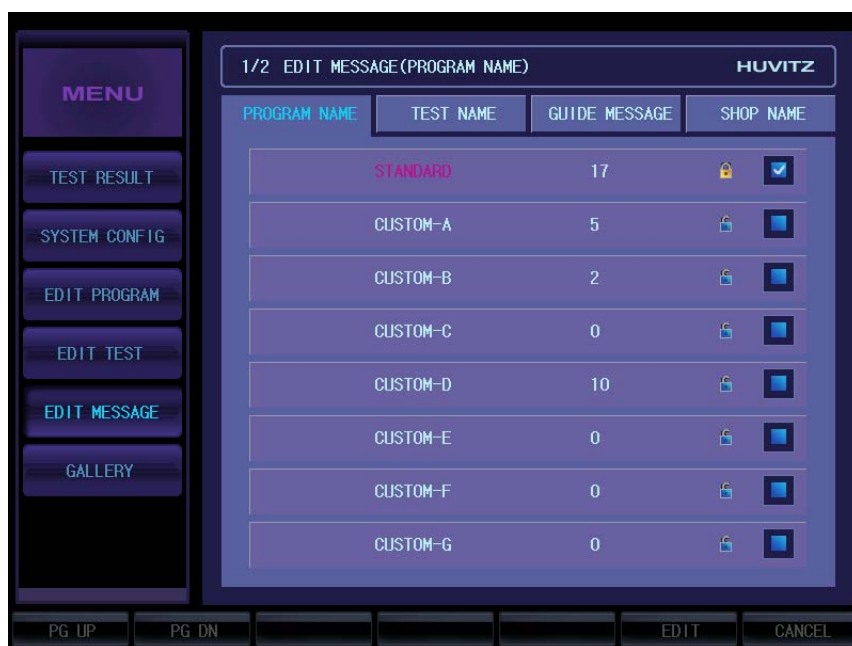 MENU
TEST RESULT
SYSTEM CONFIG
EDIT PROGRAM
EDIT TEST
EDIT MESSAGE
GALLERY
1/2 EDIT MESSAGE(PROGRAM NAME) HUVITZ
PROGRAM NAME TEST NAME GUIDE MESSAGE SHOP NAME
STANDARD 17
CUSTOM-A 5
CUSTOM-B 2
CUSTOM-C 0
CUSTOM-D 10
CUSTOM-E 0
CUSTOM-F 0
CUSTOM-G 0
PG UP PG DN EDIT CANCEL